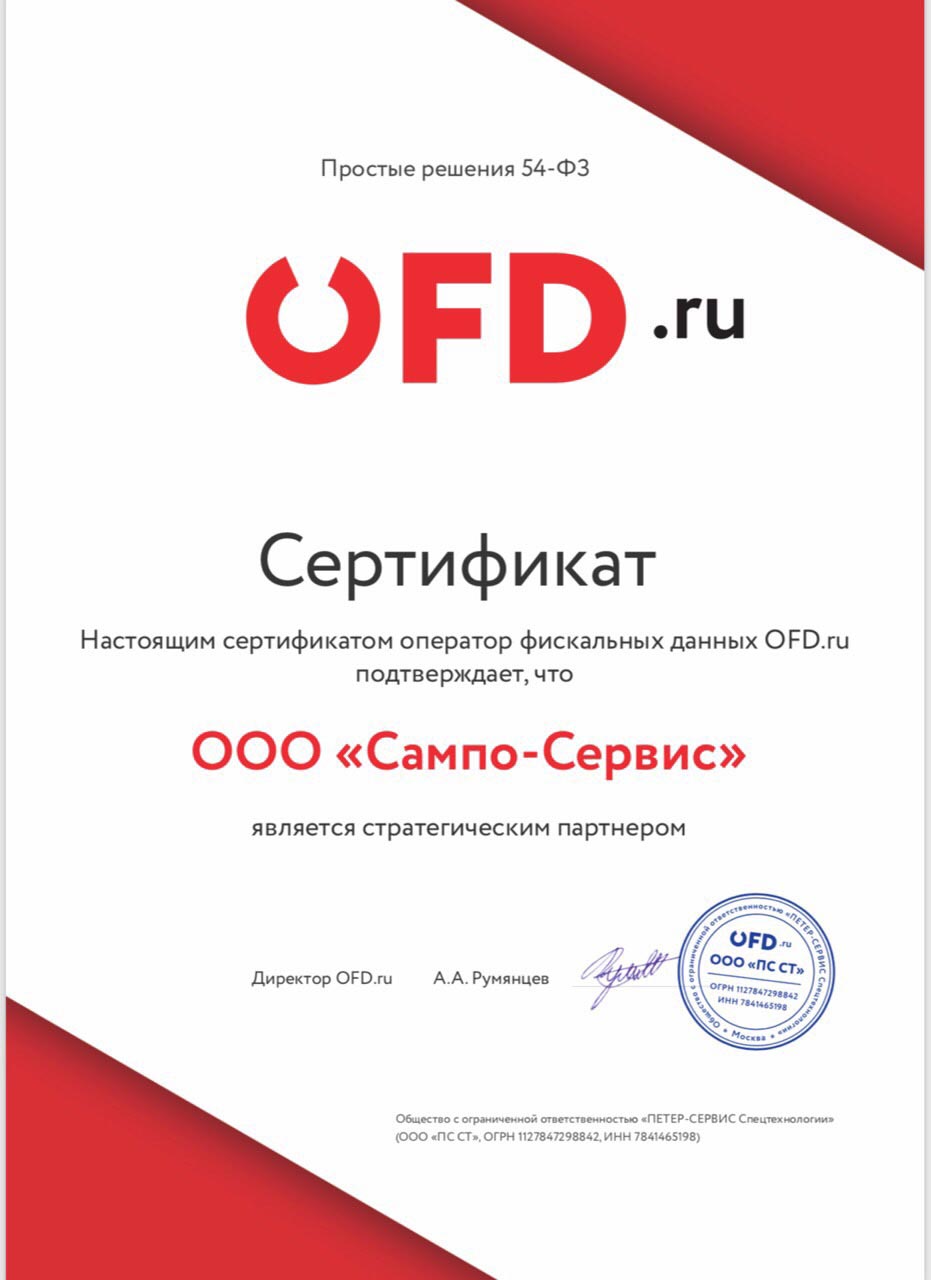 Простые решения 54-ФЗ
OFD.ru
Сертификат
Настоящим сертификатом оператор фискальных данных OFD.ru
подтверждает, что
ООО «Сампо-Сервис»
является стратегическим партнером
Директор OFD.ru А.А. Румянцев
Общество с ограниченной ответственностью «ПЕТЕР-СЕРВИС Спецтехнологии»
OFD.ru
ООО «ПС СТ»
ОГРН 1127847298842
ИНН 7841465198
* Москва *
Общество с ограниченной ответственностью «ПЕТЕР-СЕРВИС Спецтехнологии»
(ООО «ПС СТ», ОГРН 1127847298842, ИНН 7841465198)